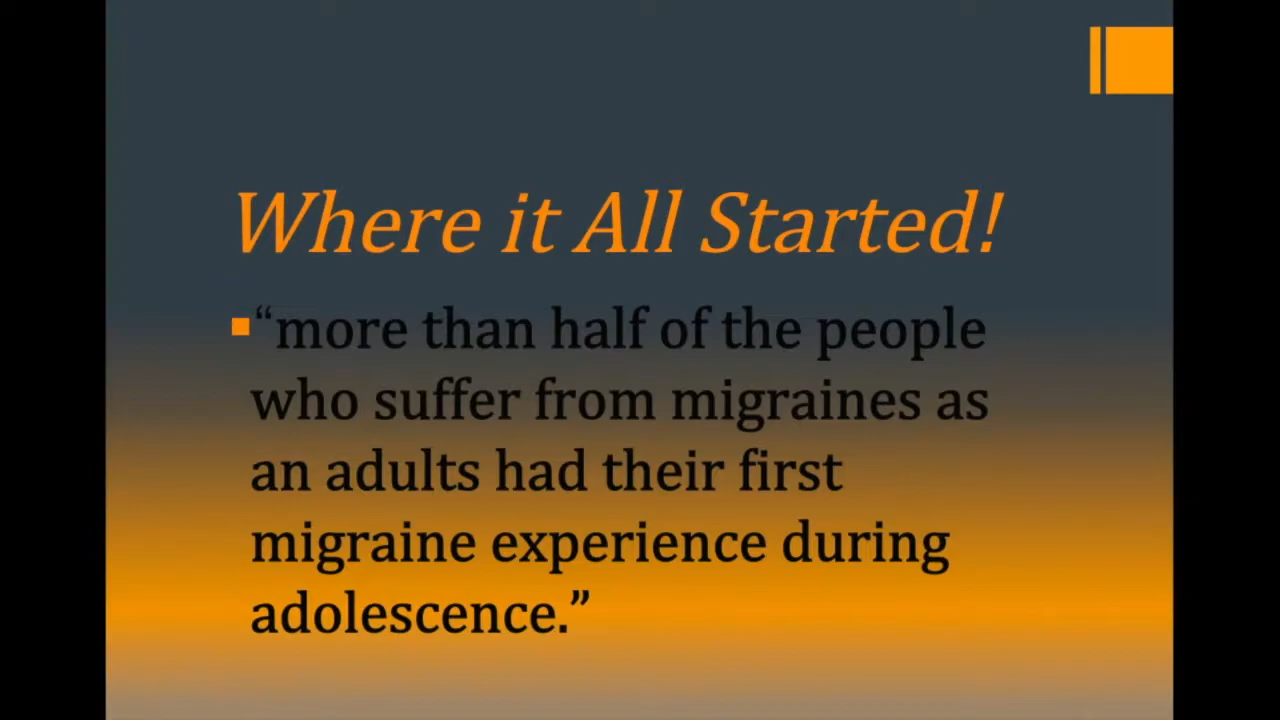 Where it All Started!
“more than half of the people
who suffer from migraines as
an adults had their first
migraine experience during
adolescence.”